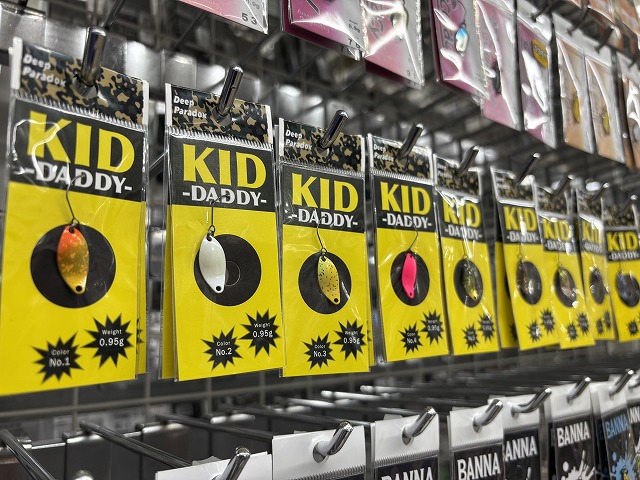 Deep
Paradox
KID
-DADDY-
Color
No.1
Weight
0.95g
Deep
Paradox
KID
-DADDY-
Color
No.2
Weight
0.95g
Deep
Paradox
KID
-DADDY-
Color
No.3
Weight
0.95g
Deep
Paradox
KID
-DADDY-
Color
No.4
Weight
0.95g
KID
-DADDY-
KID
-DADDY-
KID
-DADDY-
KID
KID
BANNA
BANNA
BANNA
BANNA